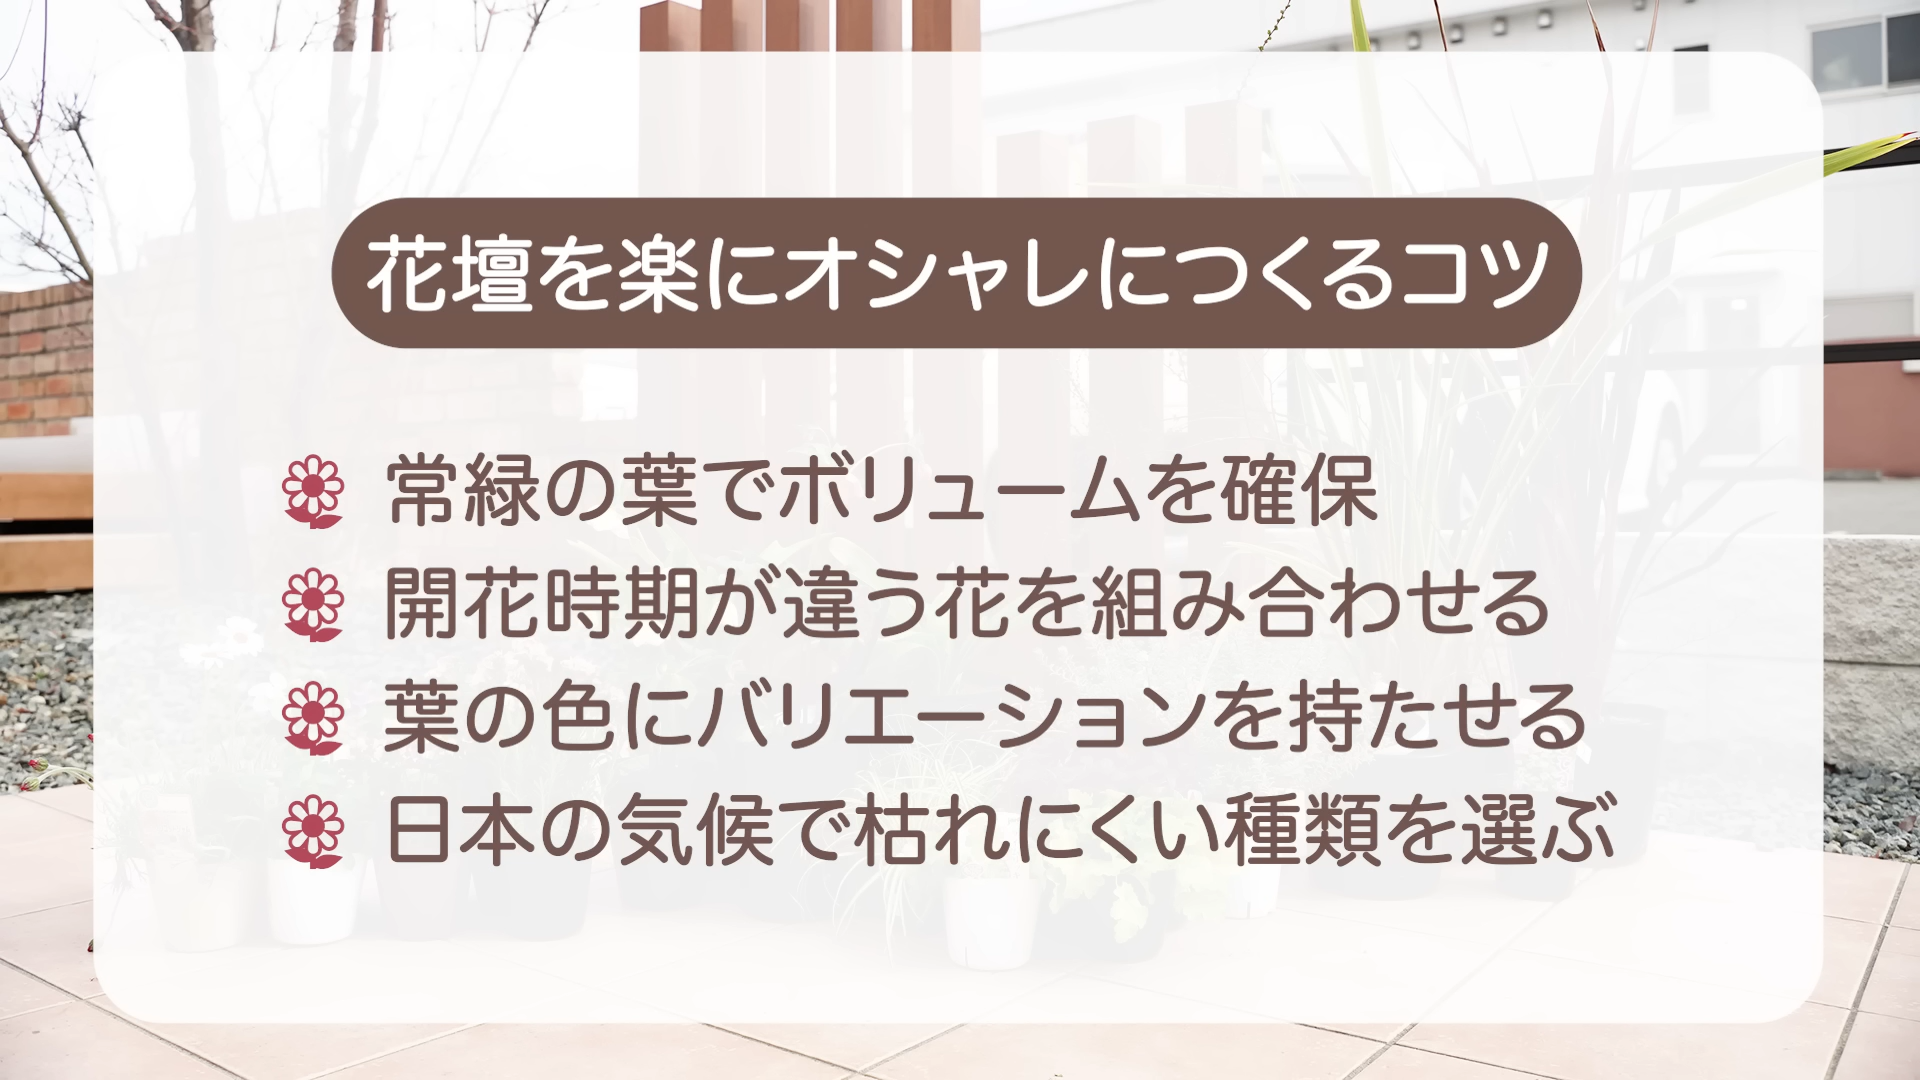 花壇を楽にオシャレにつくるコツ
常緑の葉でボリュームを確保
開花時期が違う花を組み合わせる
葉の色にバリエーションを持たせる
日本の気候で枯れにくい種類を選ぶ